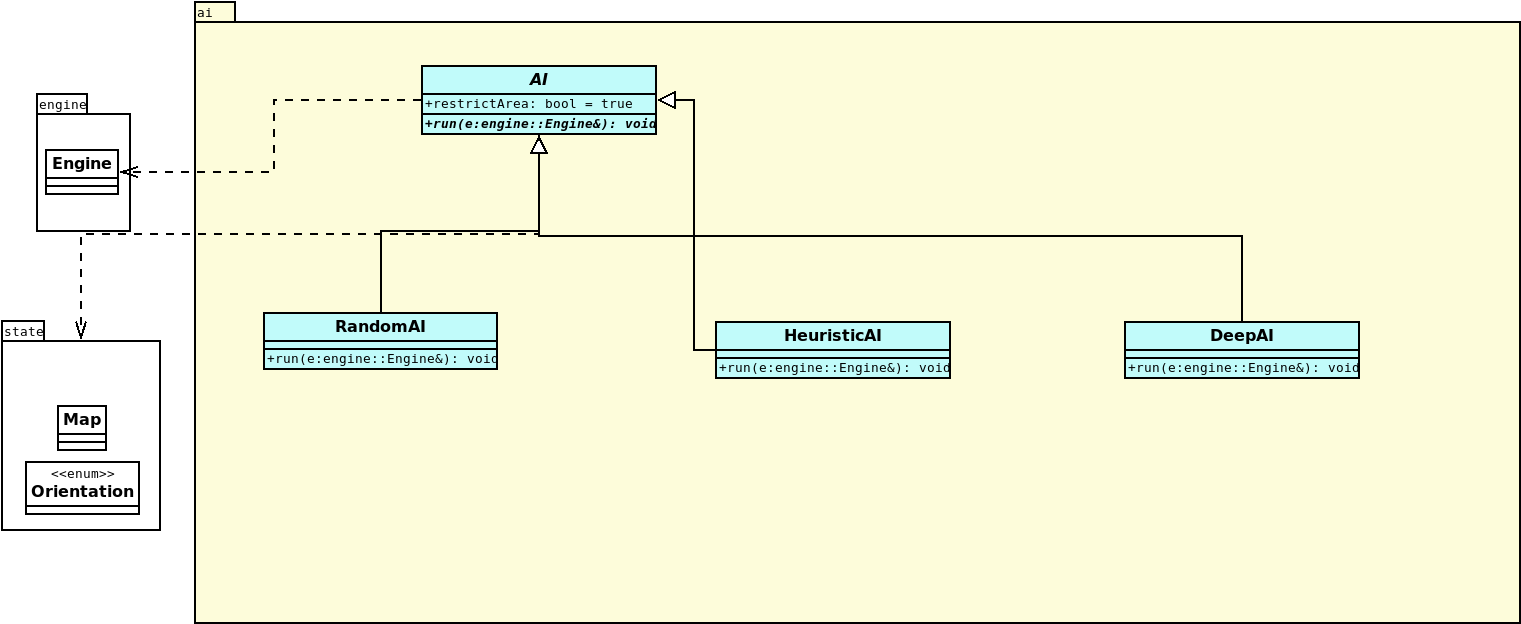 ai
AI
+restrictArea: bool = true
+run(e:engine::Engine&): void
engine
Engine
RandomAI
+run(e:engine::Engine&): void
HeuristicAI
+run(e:engine::Engine&): void
DeepAI
+run(e:engine::Engine&): void
state
Map
<<enum>>
Orientation